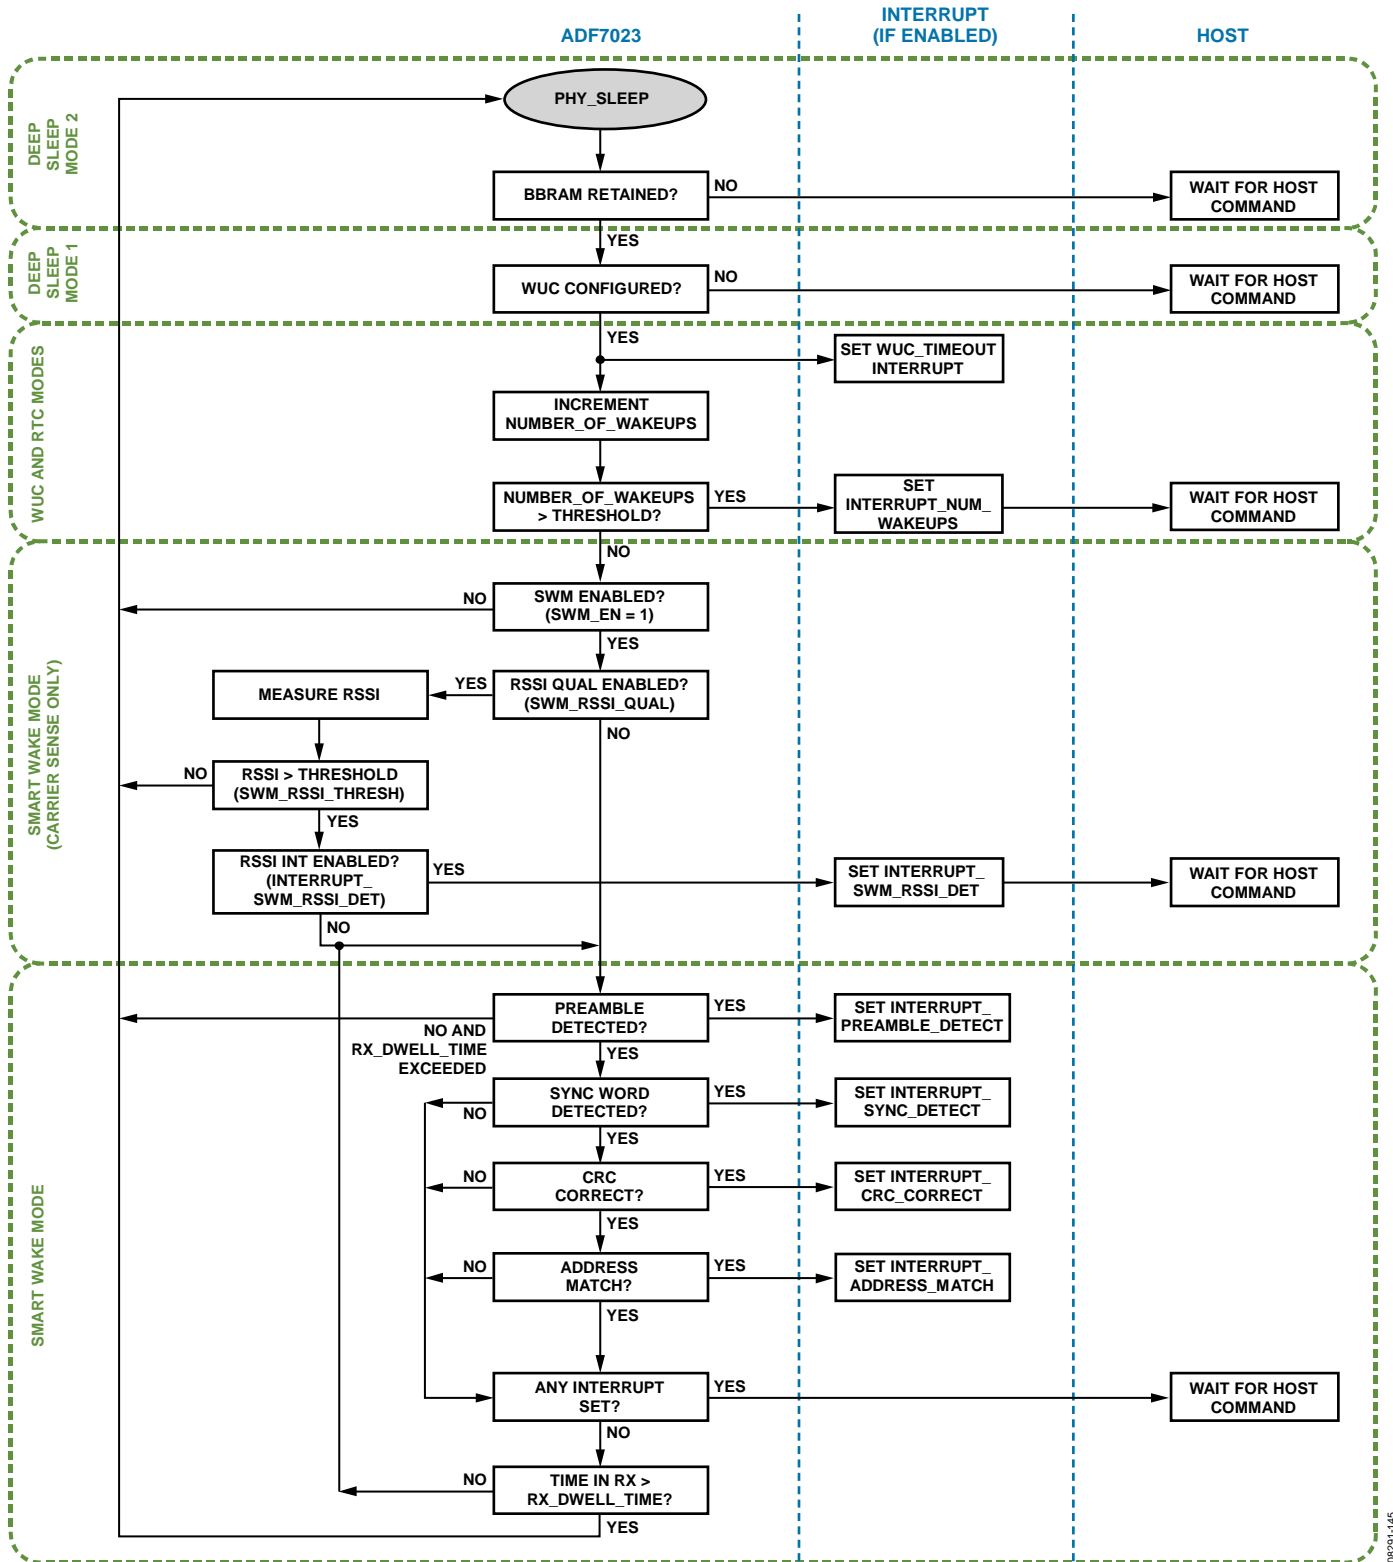 ADF7023
INTERRUPT
(IF ENABLED)
HOST
DEEP
SLEEP
MODE 2
PHY_SLEEP
BBRAM RETAINED?
NO
WAIT FOR HOST
COMMAND
YES
DEEP
SLEEP
MODE 1
WUC CONFIGURED?
NO
WAIT FOR HOST
COMMAND
YES
WUC AND RTC MODES
SET WUC_TIMEOUT
INTERRUPT
INCREMENT
NUMBER_OF_WAKEUPS
NUMBER_OF_WAKEUPS
> THRESHOLD?
YES
SET
INTERRUPT_NUM_
WAKEUPS
WAIT FOR HOST
COMMAND
NO
SMART WAKE MODE
(CARRIER SENSE ONLY)
NO
SWM ENABLED?
(SWM_EN = 1)
YES
MEASURE RSSI
YES
RSSI QUAL ENABLED?
(SWM_RSSI_QUAL)
NO
NO
RSSI > THRESHOLD
(SWM_RSSI_THRESH)
YES
RSSI INT ENABLED?
(INTERRUPT_
SWM_RSSI_DET)
YES
SET INTERRUPT_
SWM_RSSI_DET
WAIT FOR HOST
COMMAND
NO
SMART WAKE MODE
PREAMBLE
DETECTED?
YES
SET INTERRUPT_
PREAMBLE_DETECT
NO AND
RX_DWELL_TIME
EXCEEDED
YES
SYNC WORD
DETECTED?
NO
YES
SET INTERRUPT_
SYNC_DETECT
YES
NO
CRC
CORRECT?
YES
SET INTERRUPT_
CRC_CORRECT
YES
NO
ADDRESS
MATCH?
YES
SET INTERRUPT_
ADDRESS_MATCH
YES
ANY INTERRUPT
SET?
YES
WAIT FOR HOST
COMMAND
NO
NO
TIME IN RX >
RX_DWELL_TIME?
YES
08291-145